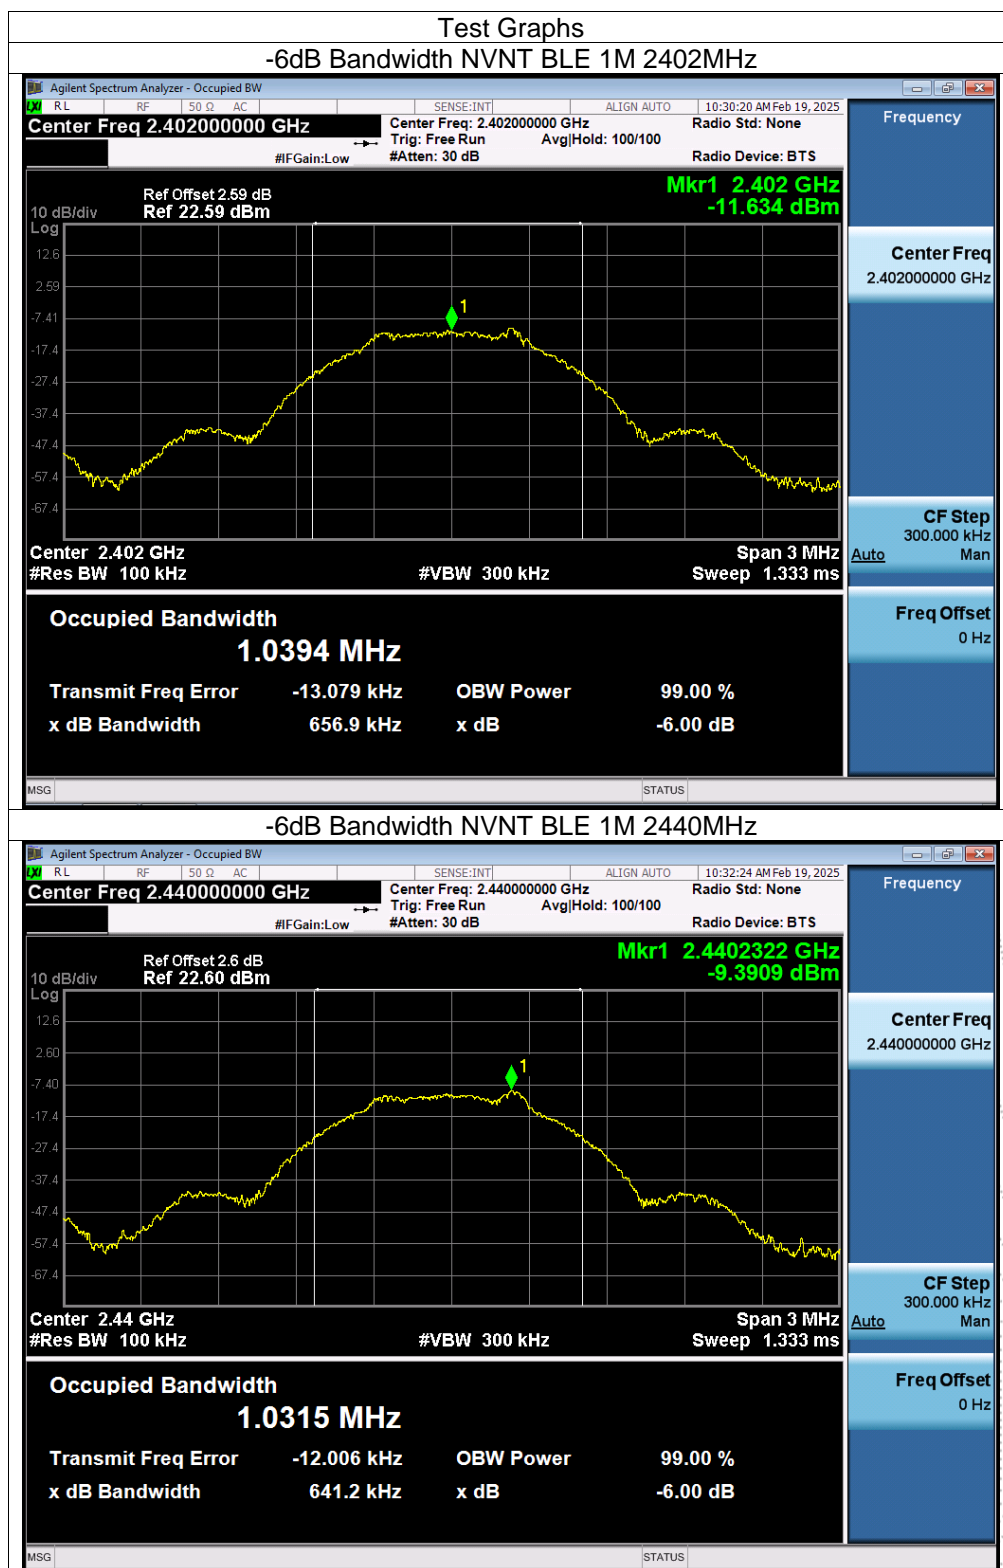 Test Graphs
-6dB Bandwidth NVNT BLE 1M 2402MHz
Agilent Spectrum Analyzer - Occupied BW
LXI RL RF 50 Ω AC SENSE:INT ALIGN AUTO 10:30:20 AM Feb 19, 2025
Center Freq 2.402000000 GHz
Center Freq: 2.402000000 GHz
Radio Std: None
Trig: Free Run Avg|Hold: 100/100
#IFGain:Low #Atten: 30 dB Radio Device: BTS
Frequency
Ref Offset 2.59 dB
Mkr1 2.402 GHz
10 dB/div Ref 22.59 dBm -11.634 dBm
Log
12.6
2.59
-7.41
-17.4
-27.4
-37.4
-47.4
-57.4
-67.4
1
Center Freq
2.402000000 GHz
Center 2.402 GHz Span 3 MHz
#Res BW 100 kHz #VBW 300 kHz Sweep 1.333 ms
CF Step
300.000 kHz
Auto Man
Occupied Bandwidth
1.0394 MHz
Freq Offset
0 Hz
Transmit Freq Error -13.079 kHz OBW Power 99.00 %
x dB Bandwidth 656.9 kHz x dB -6.00 dB
MSG STATUS
-6dB Bandwidth NVNT BLE 1M 2440MHz
Agilent Spectrum Analyzer - Occupied BW
LXI RL RF 50 Ω AC SENSE:INT ALIGN AUTO 10:32:24 AM Feb 19, 2025
Center Freq 2.440000000 GHz
Center Freq: 2.440000000 GHz
Radio Std: None
Trig: Free Run Avg|Hold: 100/100
#IFGain:Low #Atten: 30 dB Radio Device: BTS
Frequency
Ref Offset 2.6 dB
Mkr1 2.4402322 GHz
10 dB/div Ref 22.60 dBm -9.3909 dBm
Log
12.6
2.60
-7.40
-17.4
-27.4
-37.4
-47.4
-57.4
-67.4
1
Center Freq
2.440000000 GHz
Center 2.44 GHz Span 3 MHz
#Res BW 100 kHz #VBW 300 kHz Sweep 1.333 ms
CF Step
300.000 kHz
Auto Man
Occupied Bandwidth
1.0315 MHz
Freq Offset
0 Hz
Transmit Freq Error -12.006 kHz OBW Power 99.00 %
x dB Bandwidth 641.2 kHz x dB -6.00 dB
MSG STATUS